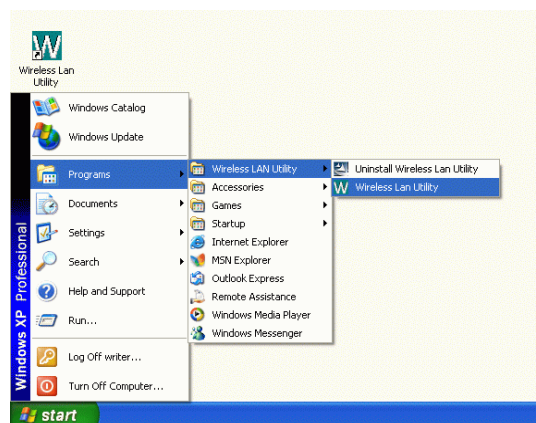 Wireless Lan
Utility
Windows XP Professional
Windows Catalog
Windows Update
Programs
Documents
Settings
Search
Help and Support
Run...
Log Off writer...
Turn Off Computer...
Wireless LAN Utility
Accessories
Games
Startup
Internet Explorer
MSN Explorer
Outlook Express
Remote Assistance
Windows Media Player
Windows Messenger
Uninstall Wireless Lan Utility
Wireless Lan Utility
start